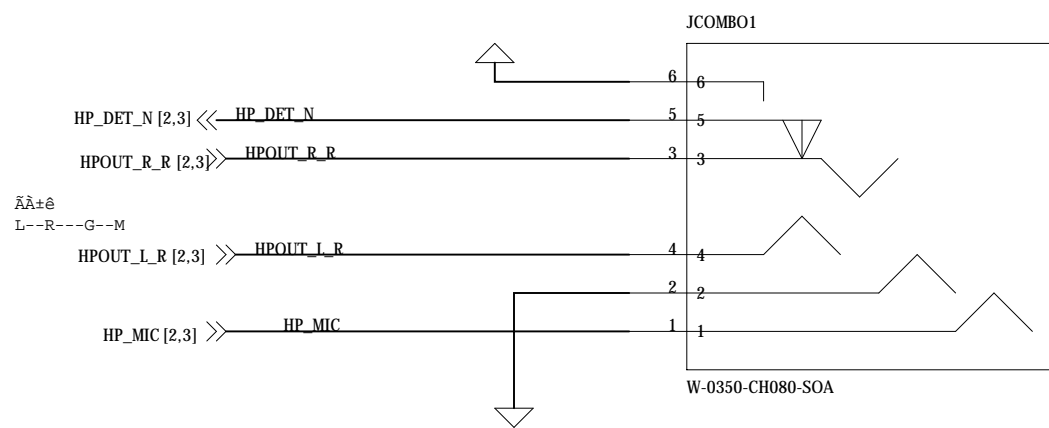 JCOMBO1
6 6
HP_DET_N [2,3] HP_DET_N 5 5
HPOUT_R_R [2,3] HPOUT_R_R 3 3
ÃÀ±ê
L--R---G--M
HPOUT_L_R [2,3] HPOUT_L_R 4 4
2 2
HP_MIC [2,3] HP_MIC 1 1
W-0350-CH080-SOA